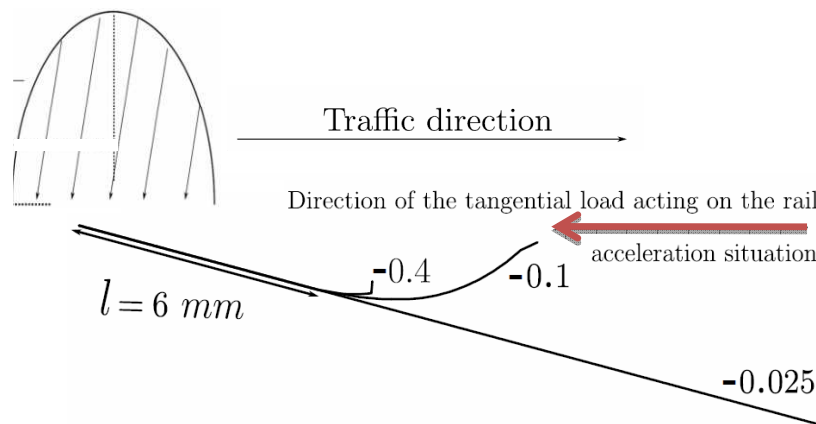 Traffic direction
Direction of the tangential load acting on the rail
acceleration situation
-0.4
-0.1
l = 6 mm
-0.025